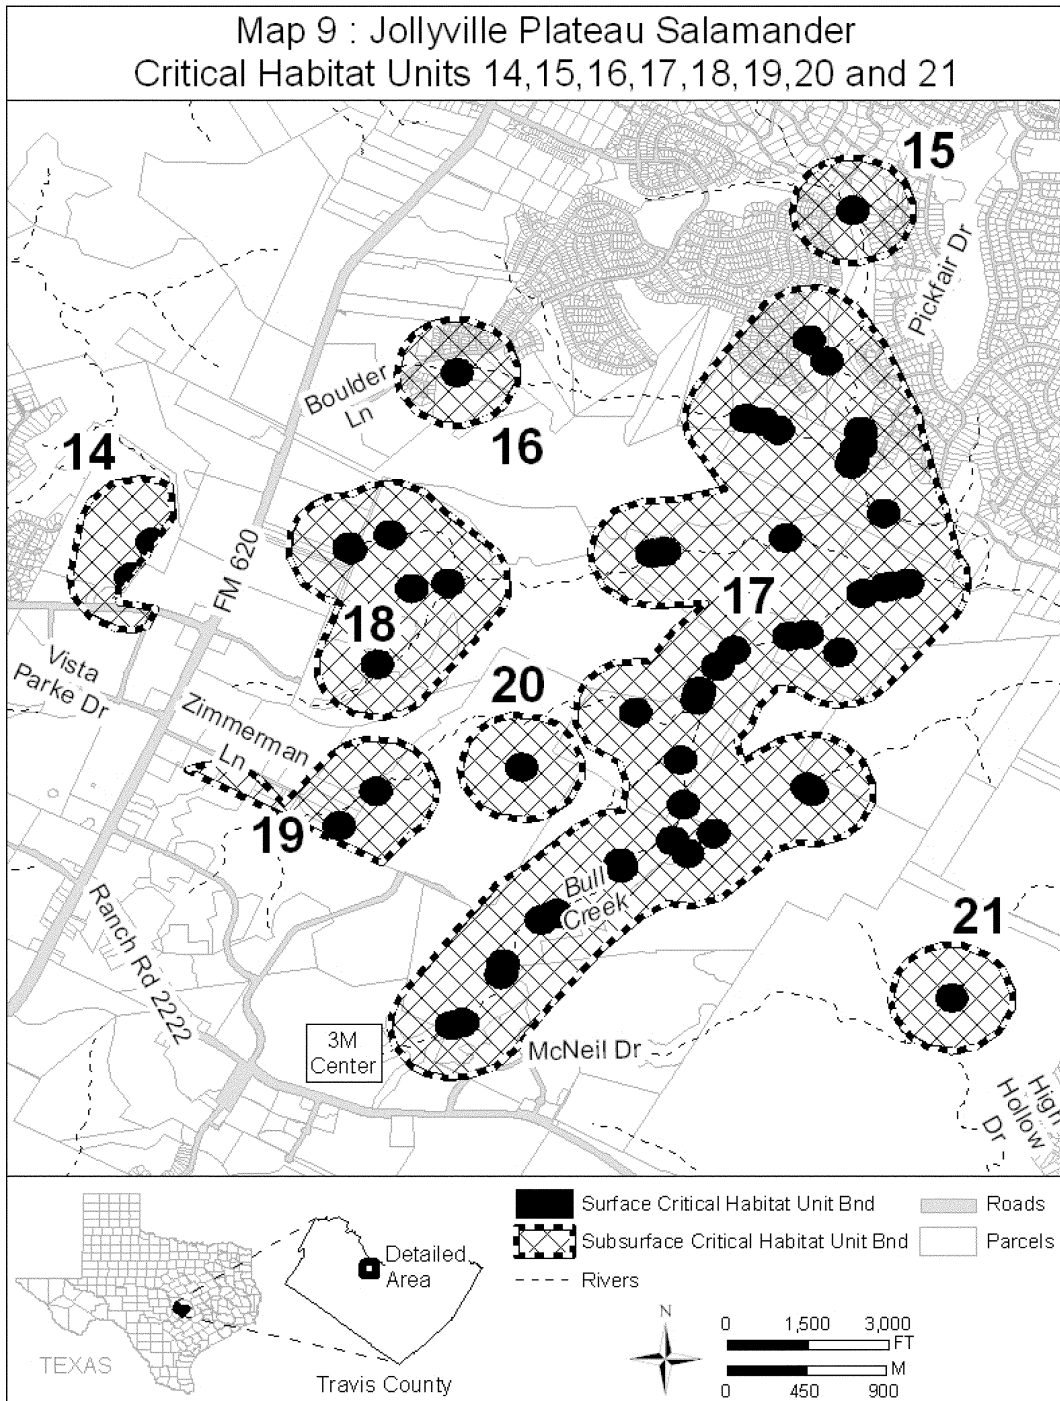 Map 9 : Jollyville Plateau Salamander
Critical Habitat Units 14,15,16,17,18,19,20 and 21
15
Pickfair Dr
Boulder
Ln
16
14
FM 620
17
18
Vista
Parke Dr
20
Zimmerman
Ln
19
Bull
Creek
Ranch Rd 2222
21
3M
Center
McNeil Dr
High
Hollow
Dr
Surface Critical Habitat Unit Bnd
Roads
Subsurface Critical Habitat Unit Bnd
Parcels
Rivers
Detailed
Area
TEXAS
Travis County
N
0 1,500 3,000
FT
M
0 450 900